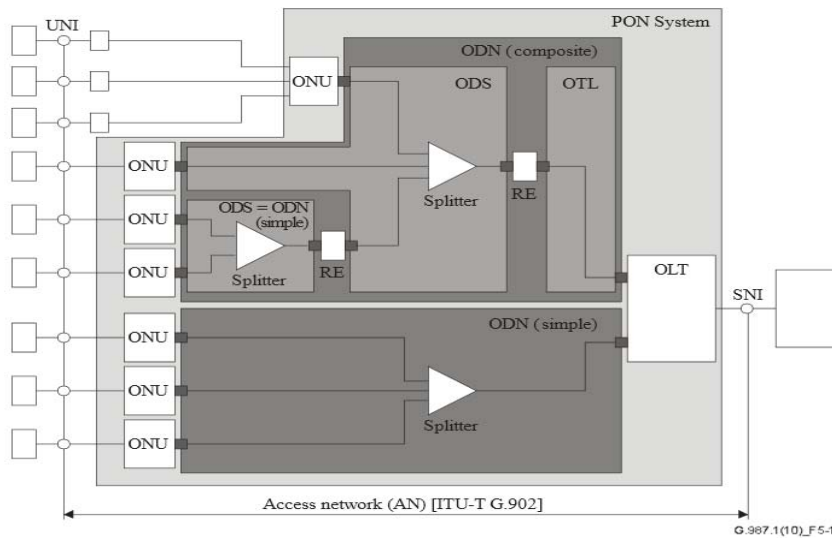 UNI
PON System
ODN (composite)
ONU
ODS
OTL
ONU
Splitter
RE
ONU
ODS = ODN
(simple)
ONU
Splitter
RE
OLT
SNI
ONU
ODN (simple)
ONU
Splitter
ONU
Access network (AN) [ITU-T G.902]
G.987.1(10)_F5-1